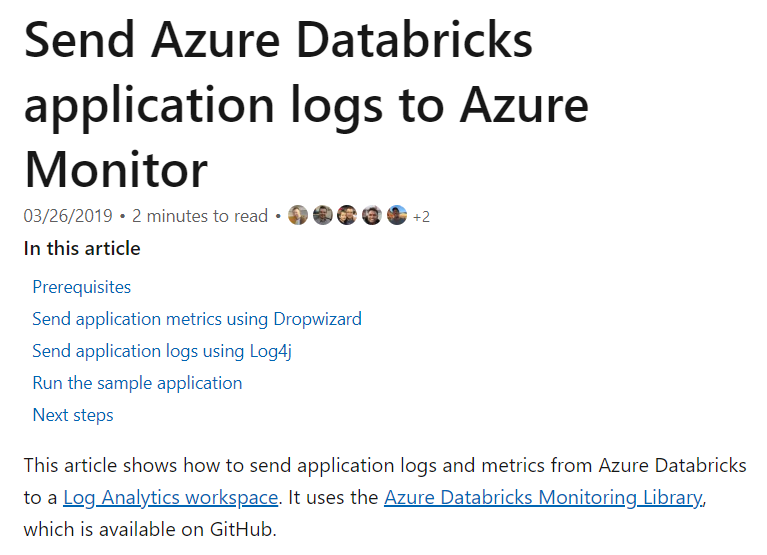 Send Azure Databricks
application logs to Azure
Monitor
03/26/2019 • 2 minutes to read • +2
In this article
Prerequisites
Send application metrics using Dropwizard
Send application logs using Log4j
Run the sample application
Next steps
This article shows how to send application logs and metrics from Azure Databricks
to a Log Analytics workspace. It uses the Azure Databricks Monitoring Library,
which is available on GitHub.